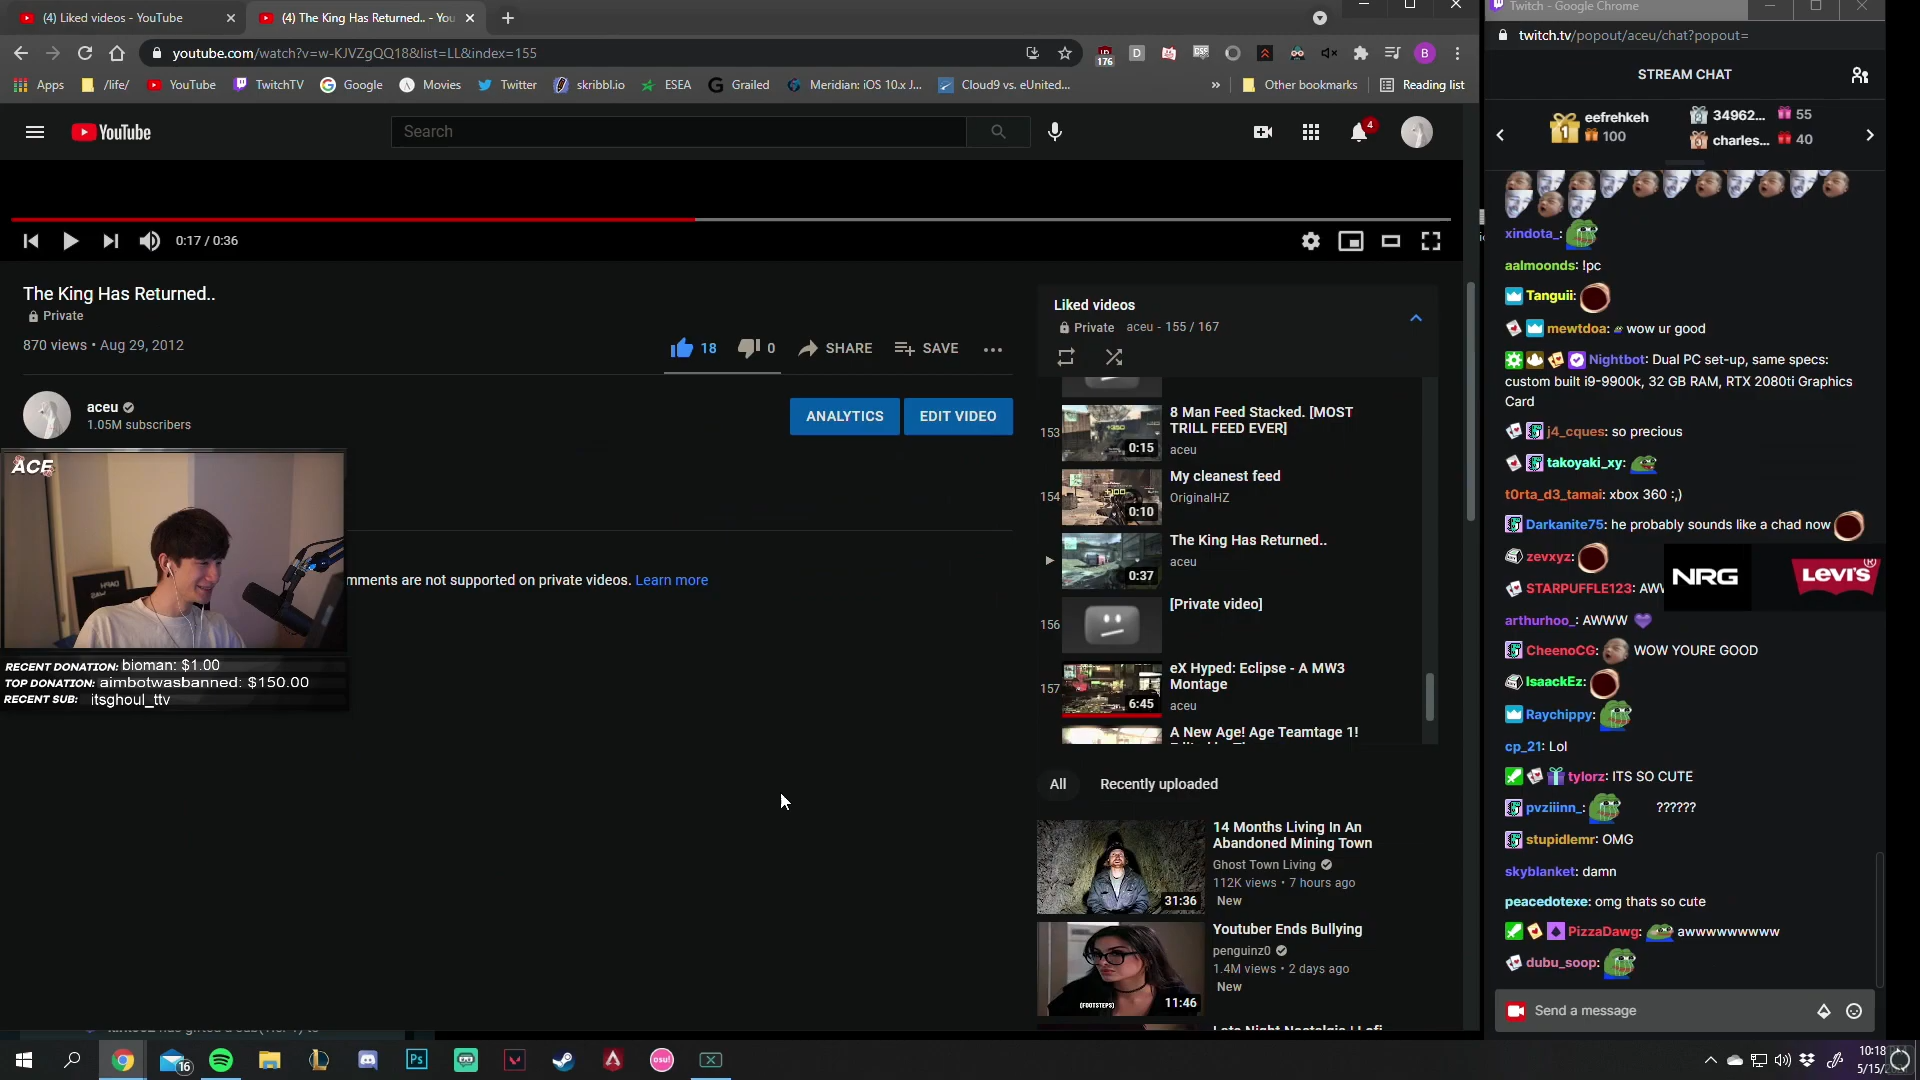 (4) Liked videos - YouTube
(4) The King Has Returned.. - You
Twitch - Google Chrome
youtube.com/watch?v=w-KJVZgQQ18&list=LL&index=155
176
B
twitch.tv/popout/aceu/chat?popout=
Apps
/life/
YouTube
TwitchTV
Google
Movies
Twitter
skribbl.io
ESEA
Grailed
Meridian: iOS 10.x J...
Cloud9 vs. eUnited...
Other bookmarks
Reading list
STREAM CHAT
YouTube
Search
4
eefrehkeh
100
34962...
55
charles...
40
0:17 / 0:36
The King Has Returned..
Private
870 views • Aug 29, 2012
18
0
SHARE
SAVE
aceu
1.05M subscribers
ANALYTICS
EDIT VIDEO
ACE
mments are not supported on private videos. Learn more
RECENT DONATION: bioman: $1.00
TOP DONATION: aimbotwasbanned: $150.00
RECENT SUB: itsghoul_ttv
Liked videos
Private
aceu - 155 / 167
153
8 Man Feed Stacked. [MOST
TRILL FEED EVER]
0:15
aceu
154
My cleanest feed
OriginalHZ
0:10
The King Has Returned..
aceu
0:37
156
[Private video]
157
eX Hyped: Eclipse - A MW3
Montage
6:45
aceu
A New Age! Age Teamtage 1!
All
Recently uploaded
14 Months Living In An
Abandoned Mining Town
Ghost Town Living
112K views • 7 hours ago
31:36
New
Youtuber Ends Bullying
penguinz0
1.4M views • 2 days ago
New
(FOOTSTEPS)
11:46
xindota_:
aalmoonds: !pc
Tanguii:
mewtdoa: wow ur good
Nightbot: Dual PC set-up, same specs:
custom built i9-9900k, 32 GB RAM, RTX 2080ti Graphics
Card
j4_cques: so precious
takoyaki_xy:
t0rta_d3_tamai: xbox 360 :,)
Darkanite75: he probably sounds like a chad now
zevxyz:
NRG
LEVI'S
STARPUFFLE123: AW
arthurhoo_: AWWW
CheenoCG: WOW YOURE GOOD
IsaackEz:
Raychippy:
cp_21: Lol
tylorz: ITS SO CUTE
pvziiinn_: ??????
stupidlemr: OMG
skyblanket: damn
peacedotexe: omg thats so cute
PizzaDawg: awwwwwwwww
dubu_soop:
Send a message
16
Ps
osu!
10:18
5/15/